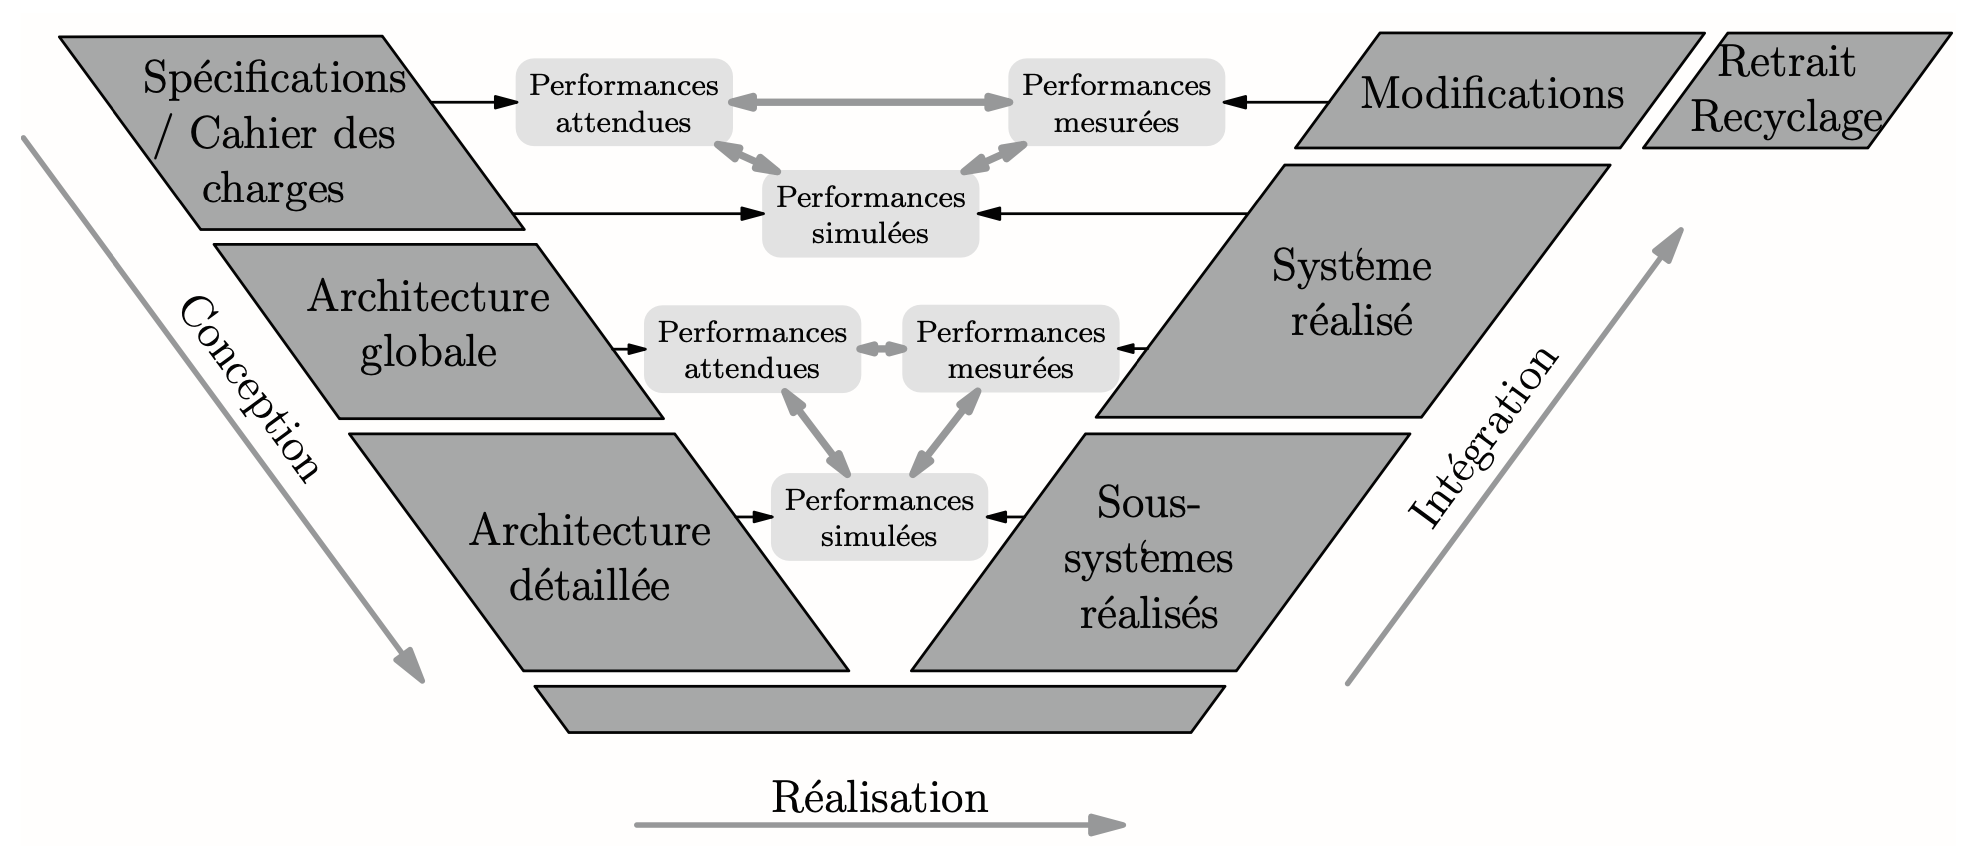 Spécifications
/ Cahier des
charges
Performances
attendues
Performances
mesurées
Modifications
Retrait
Recyclage
Performances
simulées
Architecture
globale
Performances
attendues
Performances
mesurées
Système
réalisé
Conception
Intégration
Architecture
détaillée
Performances
simulées
Sous-
systèmes
réalisés
Réalisation